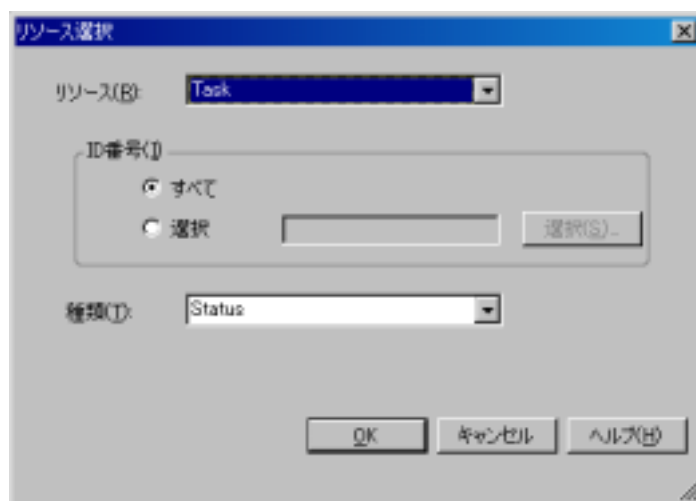 リソース選択
リソース(R): Task
ID番号(I)
すべて
選択 選択(S)...
種類(T): Status
OK キャンセル ヘルプ(H)